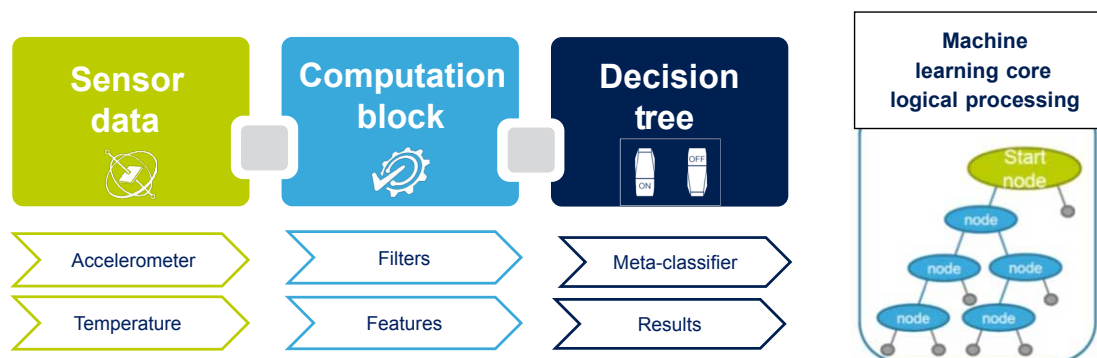 Sensor
data
Computation
block
Decision
tree
ON
OFF
Accelerometer
Temperature
Filters
Features
Meta-classifier
Results
Machine
learning core
logical processing
Start
node
node
node
node
node
node